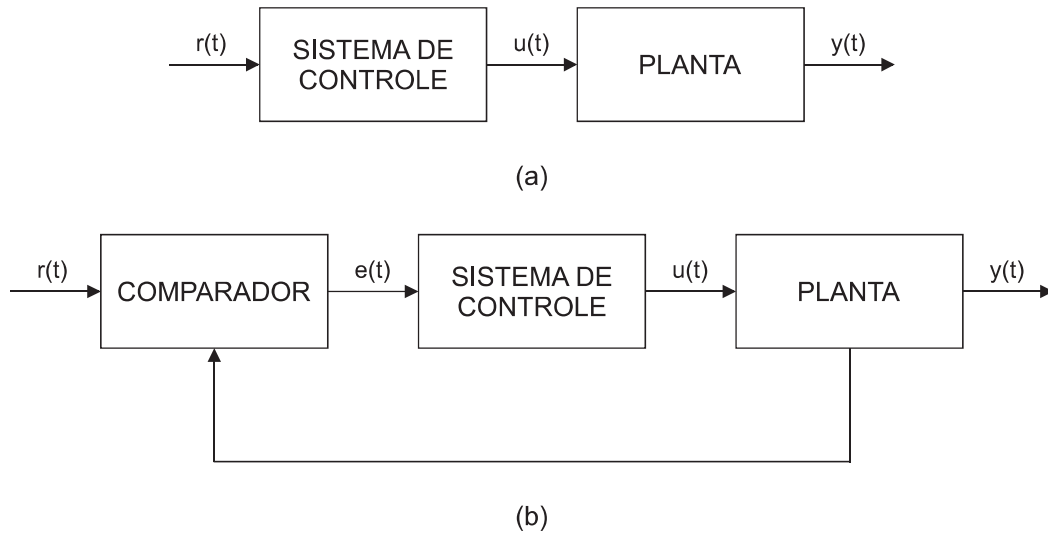 r(t)
SISTEMA DE
CONTROLE
u(t)
PLANTA
y(t)
(a)
r(t)
COMPARADOR
e(t)
SISTEMA DE
CONTROLE
u(t)
PLANTA
y(t)
(b)